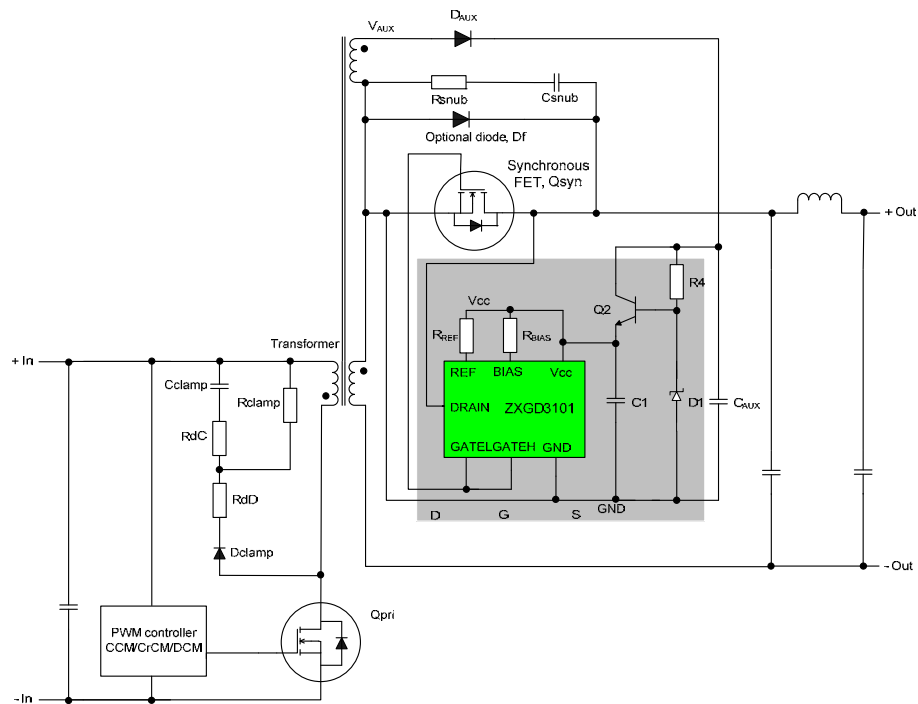 VAUX
DAUX
Rsnub
Csnub
Optional diode, Df
Synchronous
FET, Qsyn
+ Out
R4
Vcc
Q2
RREF
RBIAS
Transformer
+ In
Cclamp
Rclamp
REF
BIAS
Vcc
DRAIN
ZXGD3101
C1
D1
CAUX
RdC
GATEL
GATEH
GND
RdD
D
G
S
GND
Dclamp
- Out
Qpri
PWM controller
CCM/CrCM/DCM
- In